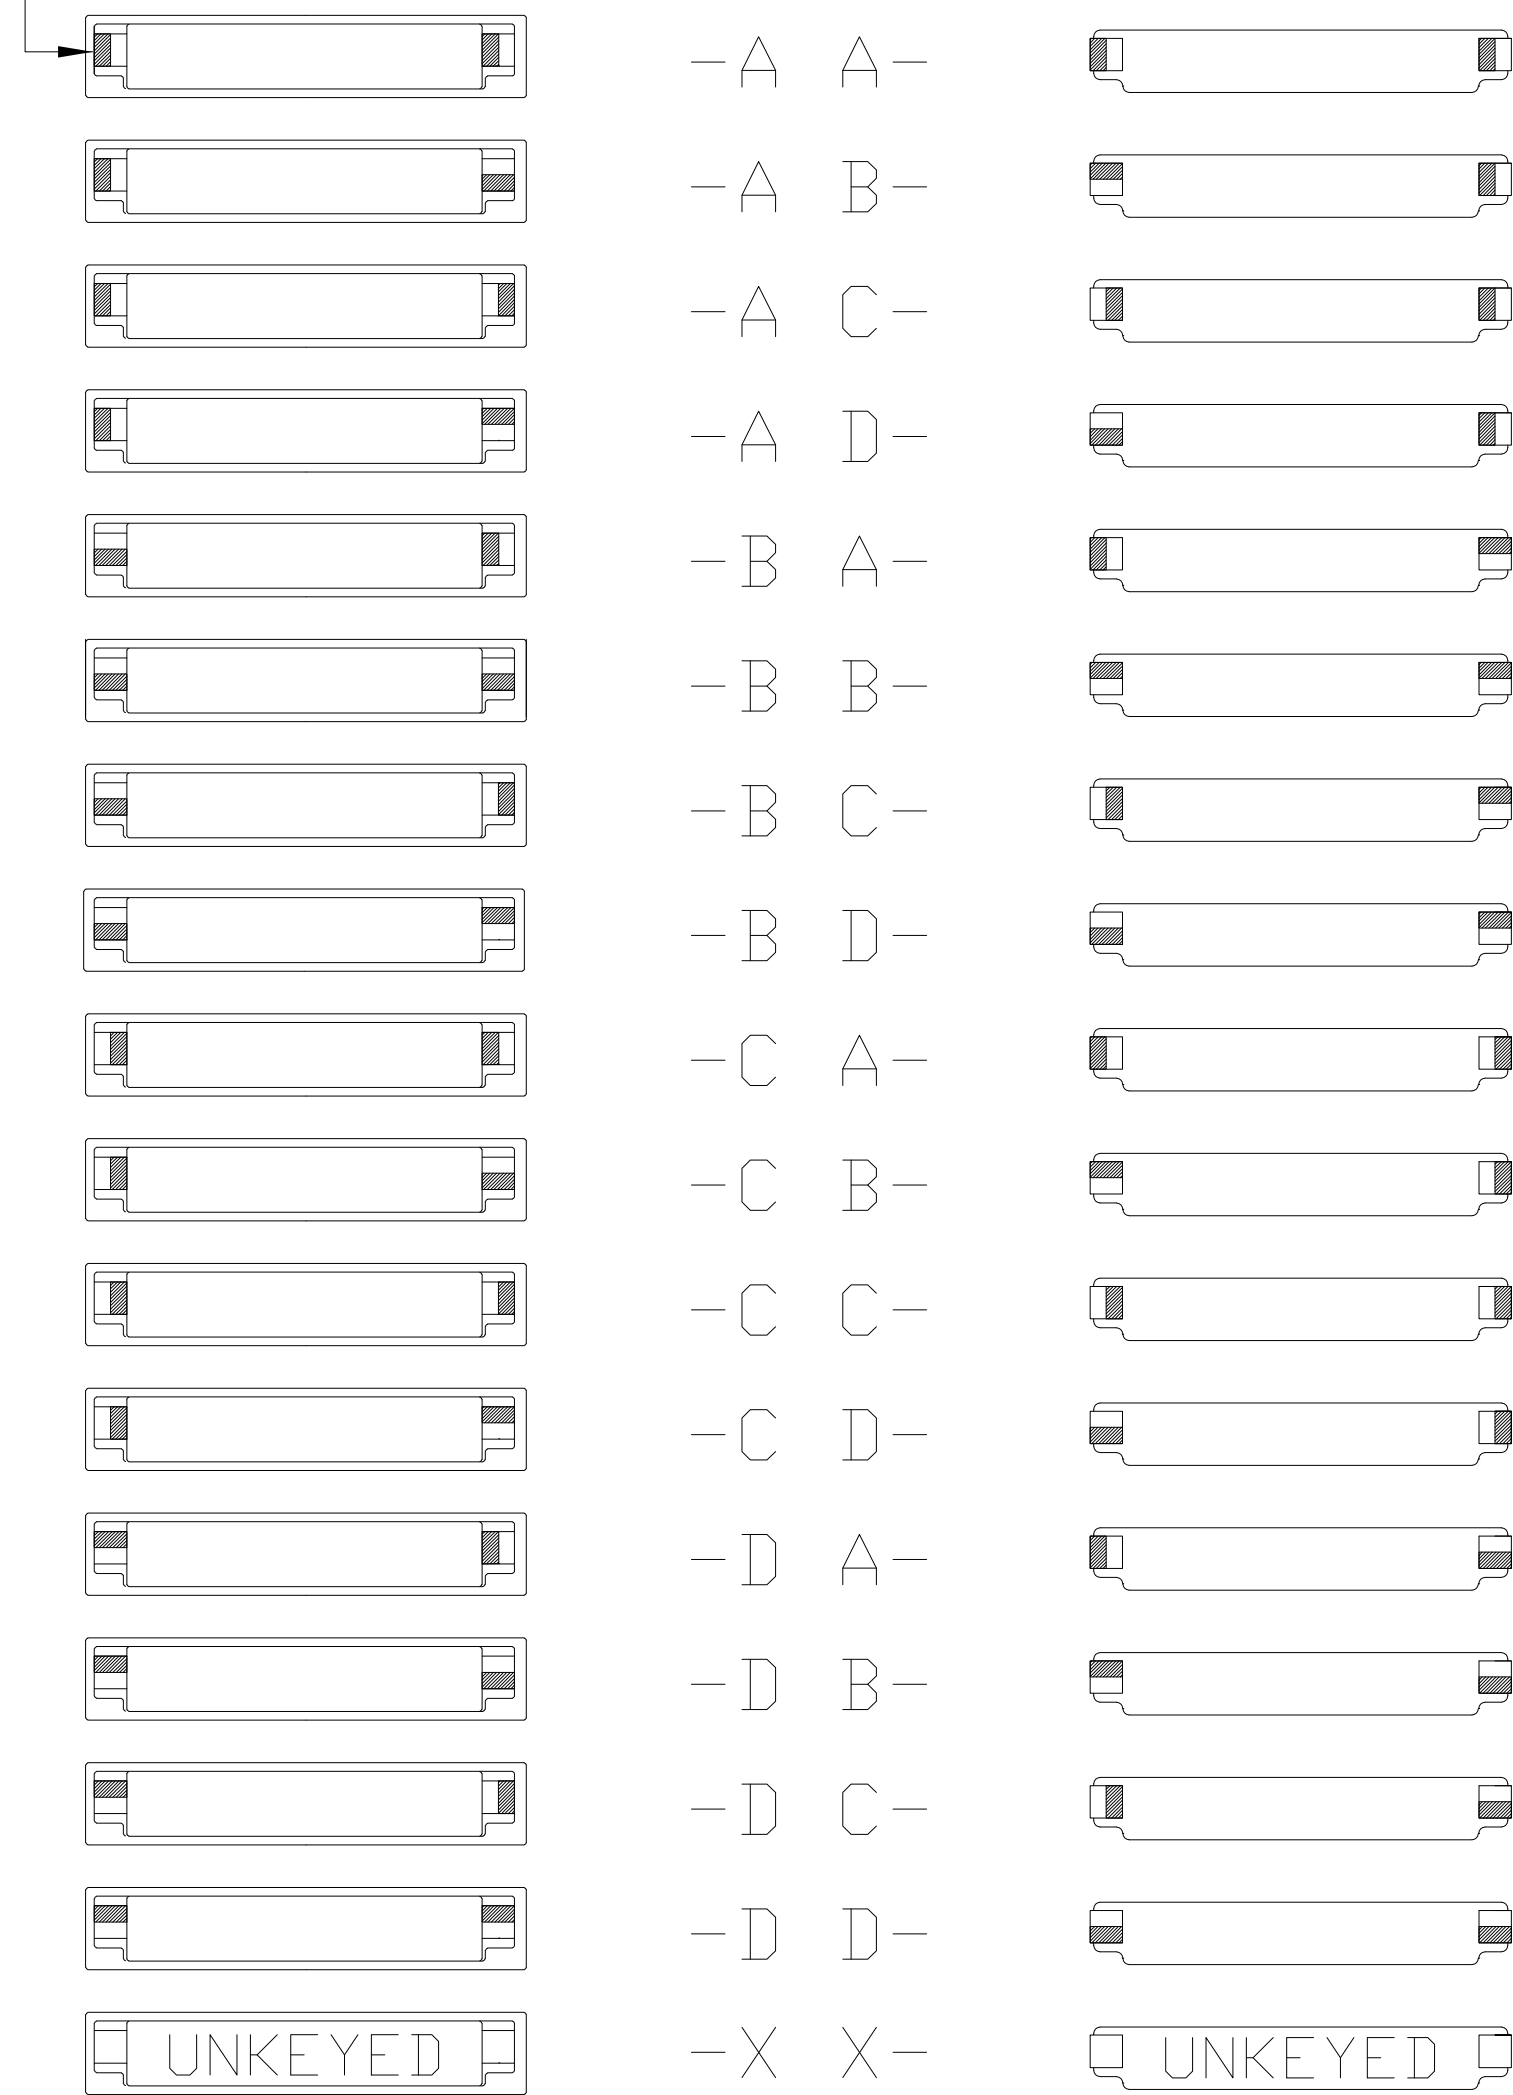 -A A-
-A B-
-A C-
-A D-
-B A-
-B B-
-B C-
-B D-
-C A-
-C B-
-C C-
-C D-
-D A-
-D B-
-D C-
-D D-
UNKEYED -X X- UNKEYED